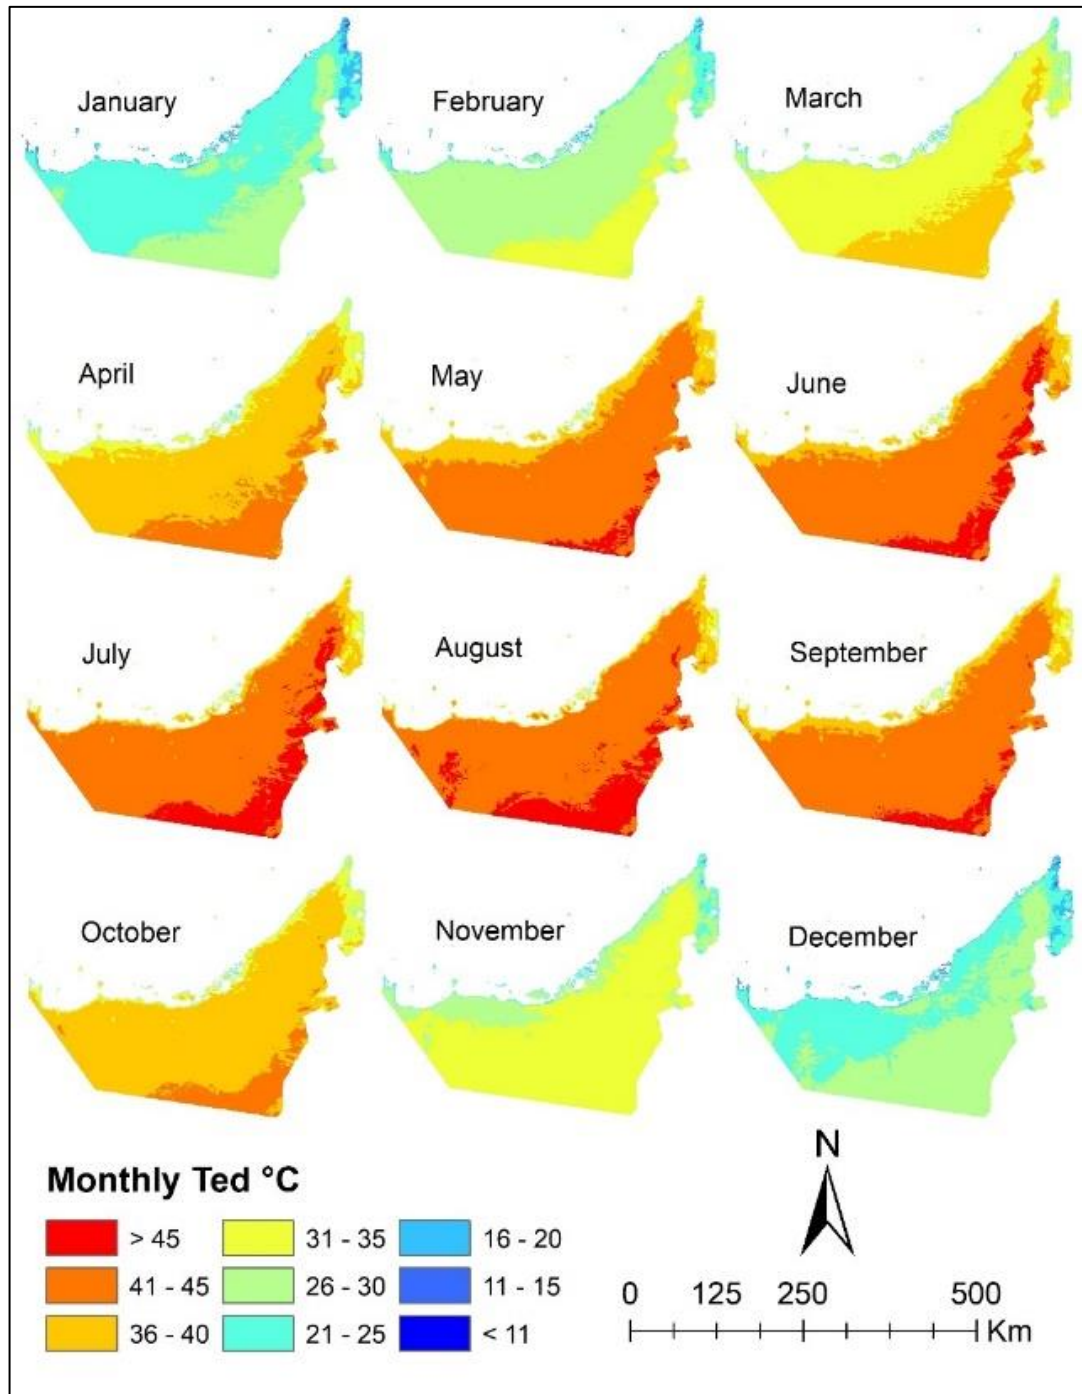 January
February
March
April
May
June
July
August
September
October
November
December
N
Monthly Ted °C
> 45
31 - 35
16 - 20
41 - 45
26 - 30
11 - 15
36 - 40
21 - 25
< 11
0 125 250 500
Km